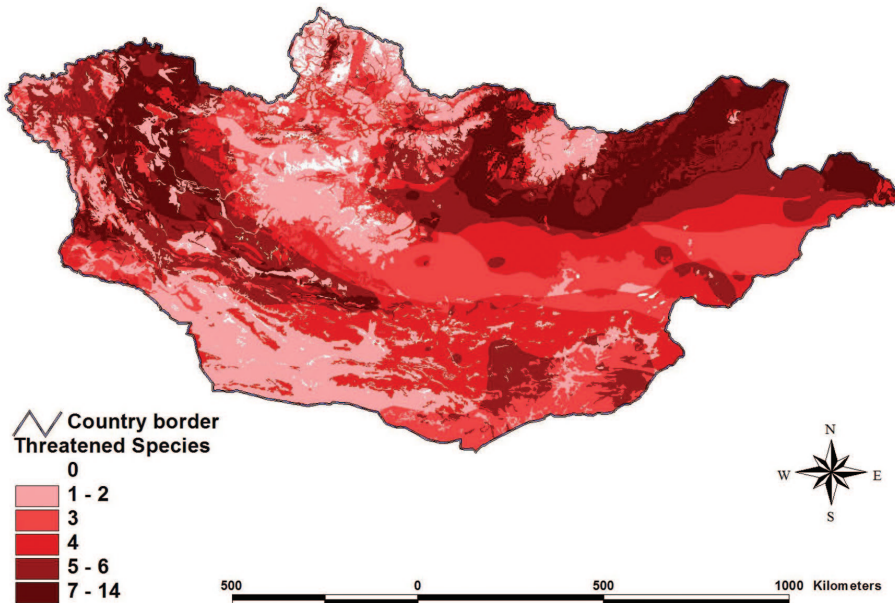 Country border
Threatened Species
0
1 - 2
3
4
5 - 6
7 - 14
N
W E
S
500 0 500 1000 Kilometers